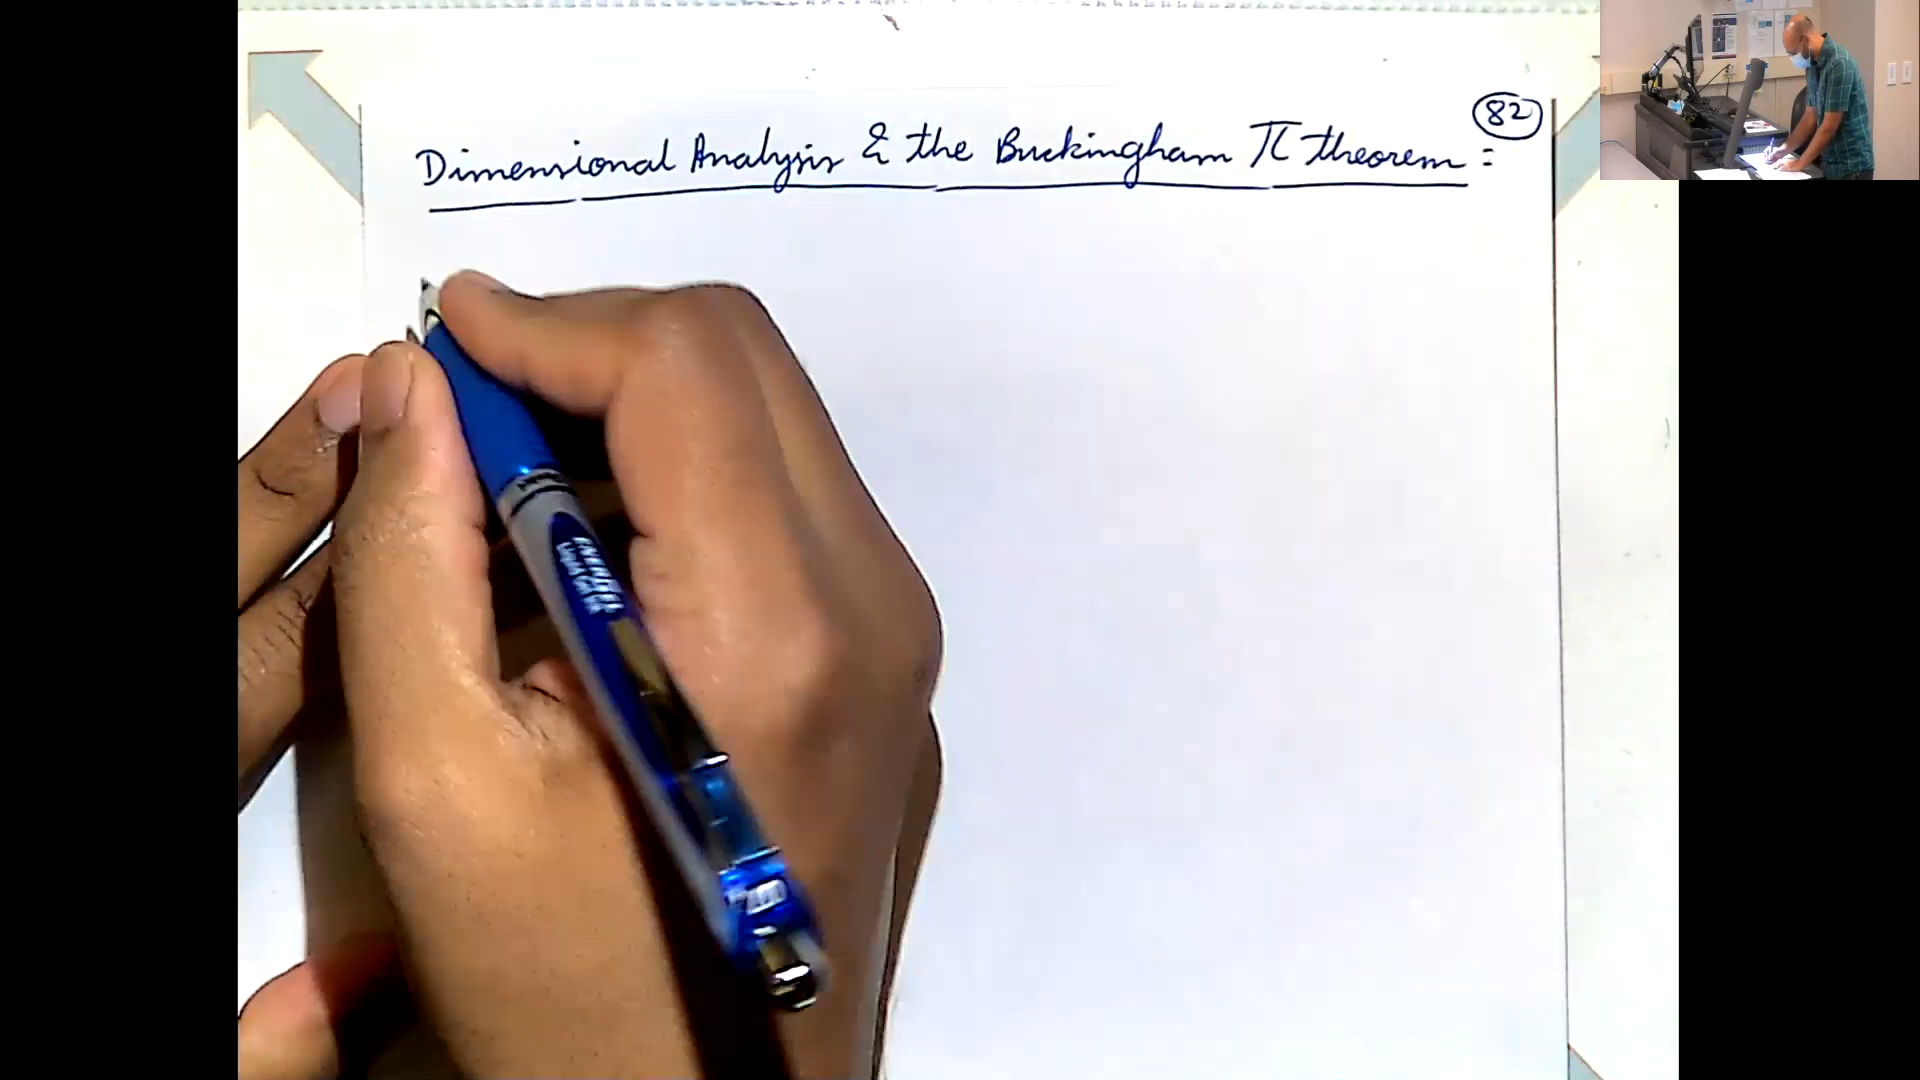 82
Dimensional Analysis & the Buckingham π theorem :